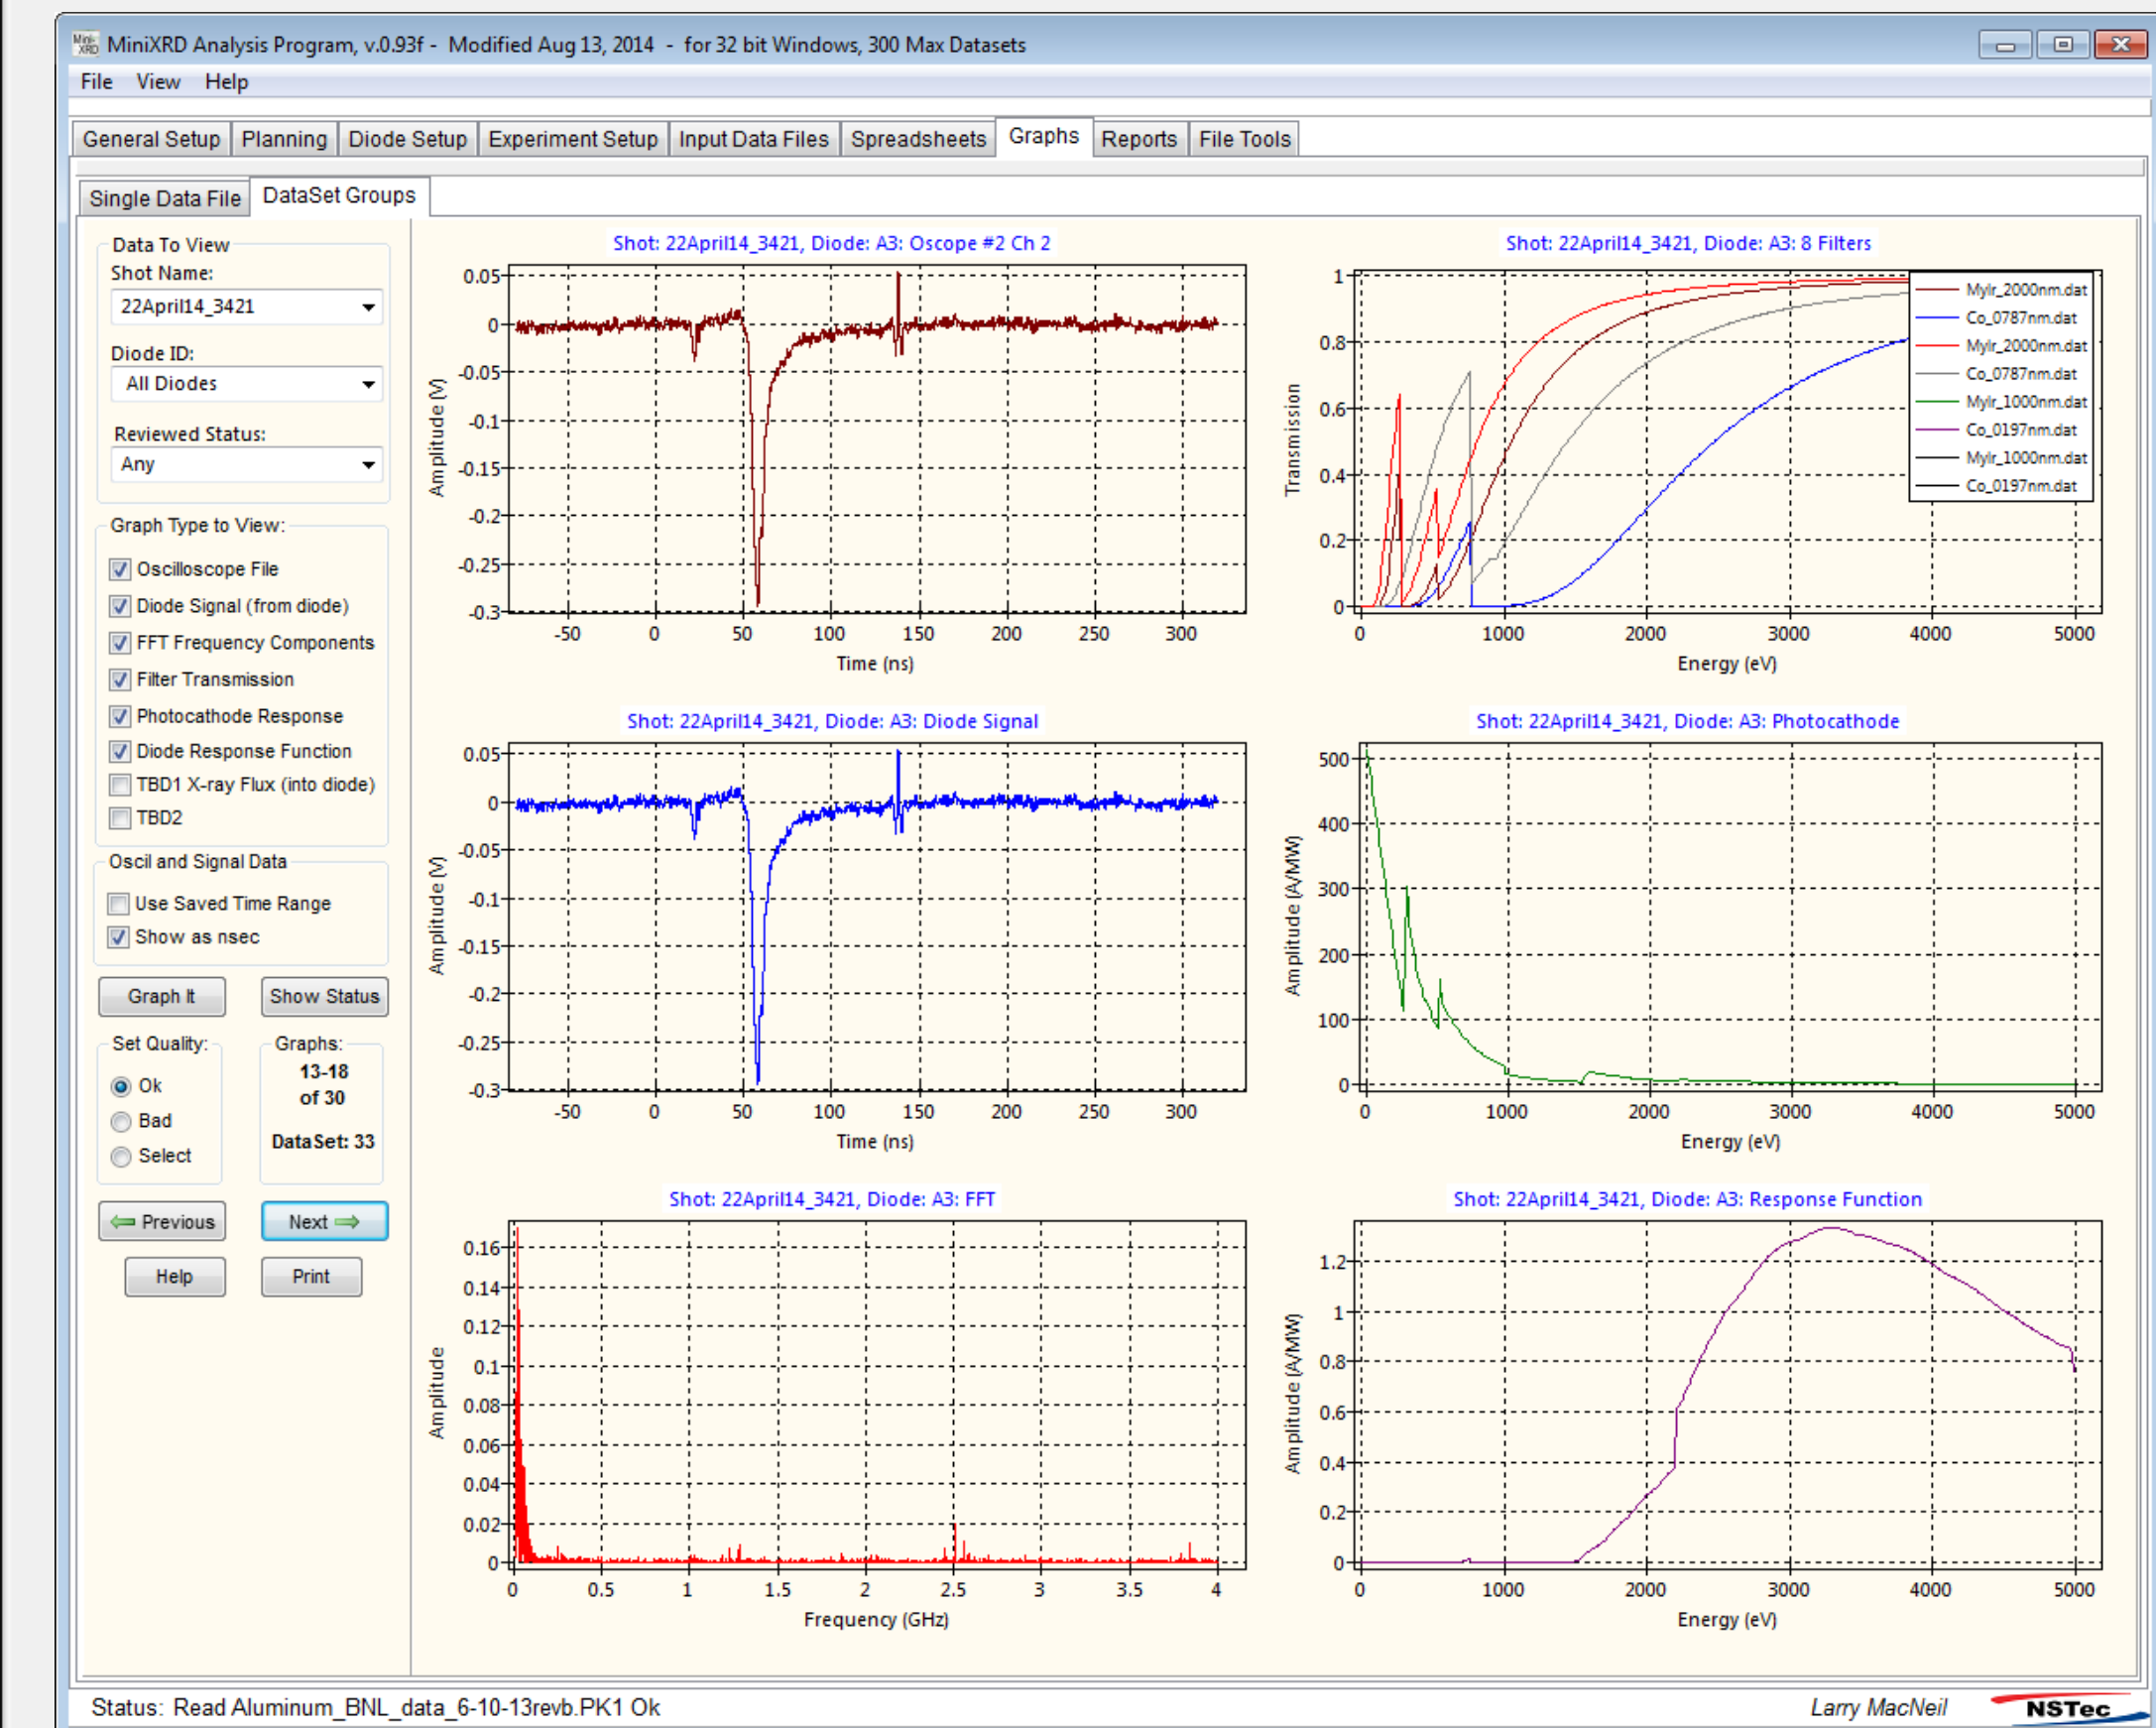 Mini-XRD MiniXRD Analysis Program, v.0.93f - Modified Aug 13, 2014 - for 32 bit Windows, 300 Max Datasets
File View Help
General Setup Planning Diode Setup Experiment Setup Input Data Files Spreadsheets Graphs Reports File Tools
Single Data File DataSet Groups
Data To View
Shot Name:
22April14_3421
Diode ID:
All Diodes
Reviewed Status:
Any
Graph Type to View:
Oscilloscope File
Diode Signal (from diode)
FFT Frequency Components
Filter Transmission
Photocathode Response
Diode Response Function
TBD1 X-ray Flux (into diode)
TBD2
Oscil and Signal Data
Use Saved Time Range
Show as nsec
Graph It Show Status
Set Quality:
Ok
Bad
Select
Graphs:
13-18
of 30
DataSet: 33
Previous Next
Help Print
Shot: 22April14_3421, Diode: A3: Oscope #2 Ch 2
Amplitude (V)
0.05
0
-0.05
-0.1
-0.15
-0.2
-0.25
-0.3
-50 0 50 100 150 200 250 300
Time (ns)
Shot: 22April14_3421, Diode: A3: 8 Filters
Transmission
1
0.8
0.6
0.4
0.2
0
0 1000 2000 3000 4000 5000
Energy (eV)
Mylr_2000nm.dat
Co_0787nm.dat
Mylr_2000nm.dat
Co_0787nm.dat
Mylr_1000nm.dat
Co_0197nm.dat
Mylr_1000nm.dat
Co_0197nm.dat
Shot: 22April14_3421, Diode: A3: Diode Signal
Amplitude (V)
0.05
0
-0.05
-0.1
-0.15
-0.2
-0.25
-0.3
-50 0 50 100 150 200 250 300
Time (ns)
Shot: 22April14_3421, Diode: A3: Photocathode
Amplitude (A/MW)
500
400
300
200
100
0
0 1000 2000 3000 4000 5000
Energy (eV)
Shot: 22April14_3421, Diode: A3: FFT
Amplitude
0.16
0.14
0.12
0.1
0.08
0.06
0.04
0.02
0
0 0.5 1 1.5 2 2.5 3 3.5 4
Frequency (GHz)
Shot: 22April14_3421, Diode: A3: Response Function
Amplitude (A/MW)
1.2
1
0.8
0.6
0.4
0.2
0
0 1000 2000 3000 4000 5000
Energy (eV)
Status: Read Aluminum_BNL_data_6-10-13revb.PK1 Ok
Larry MacNeil NSTec